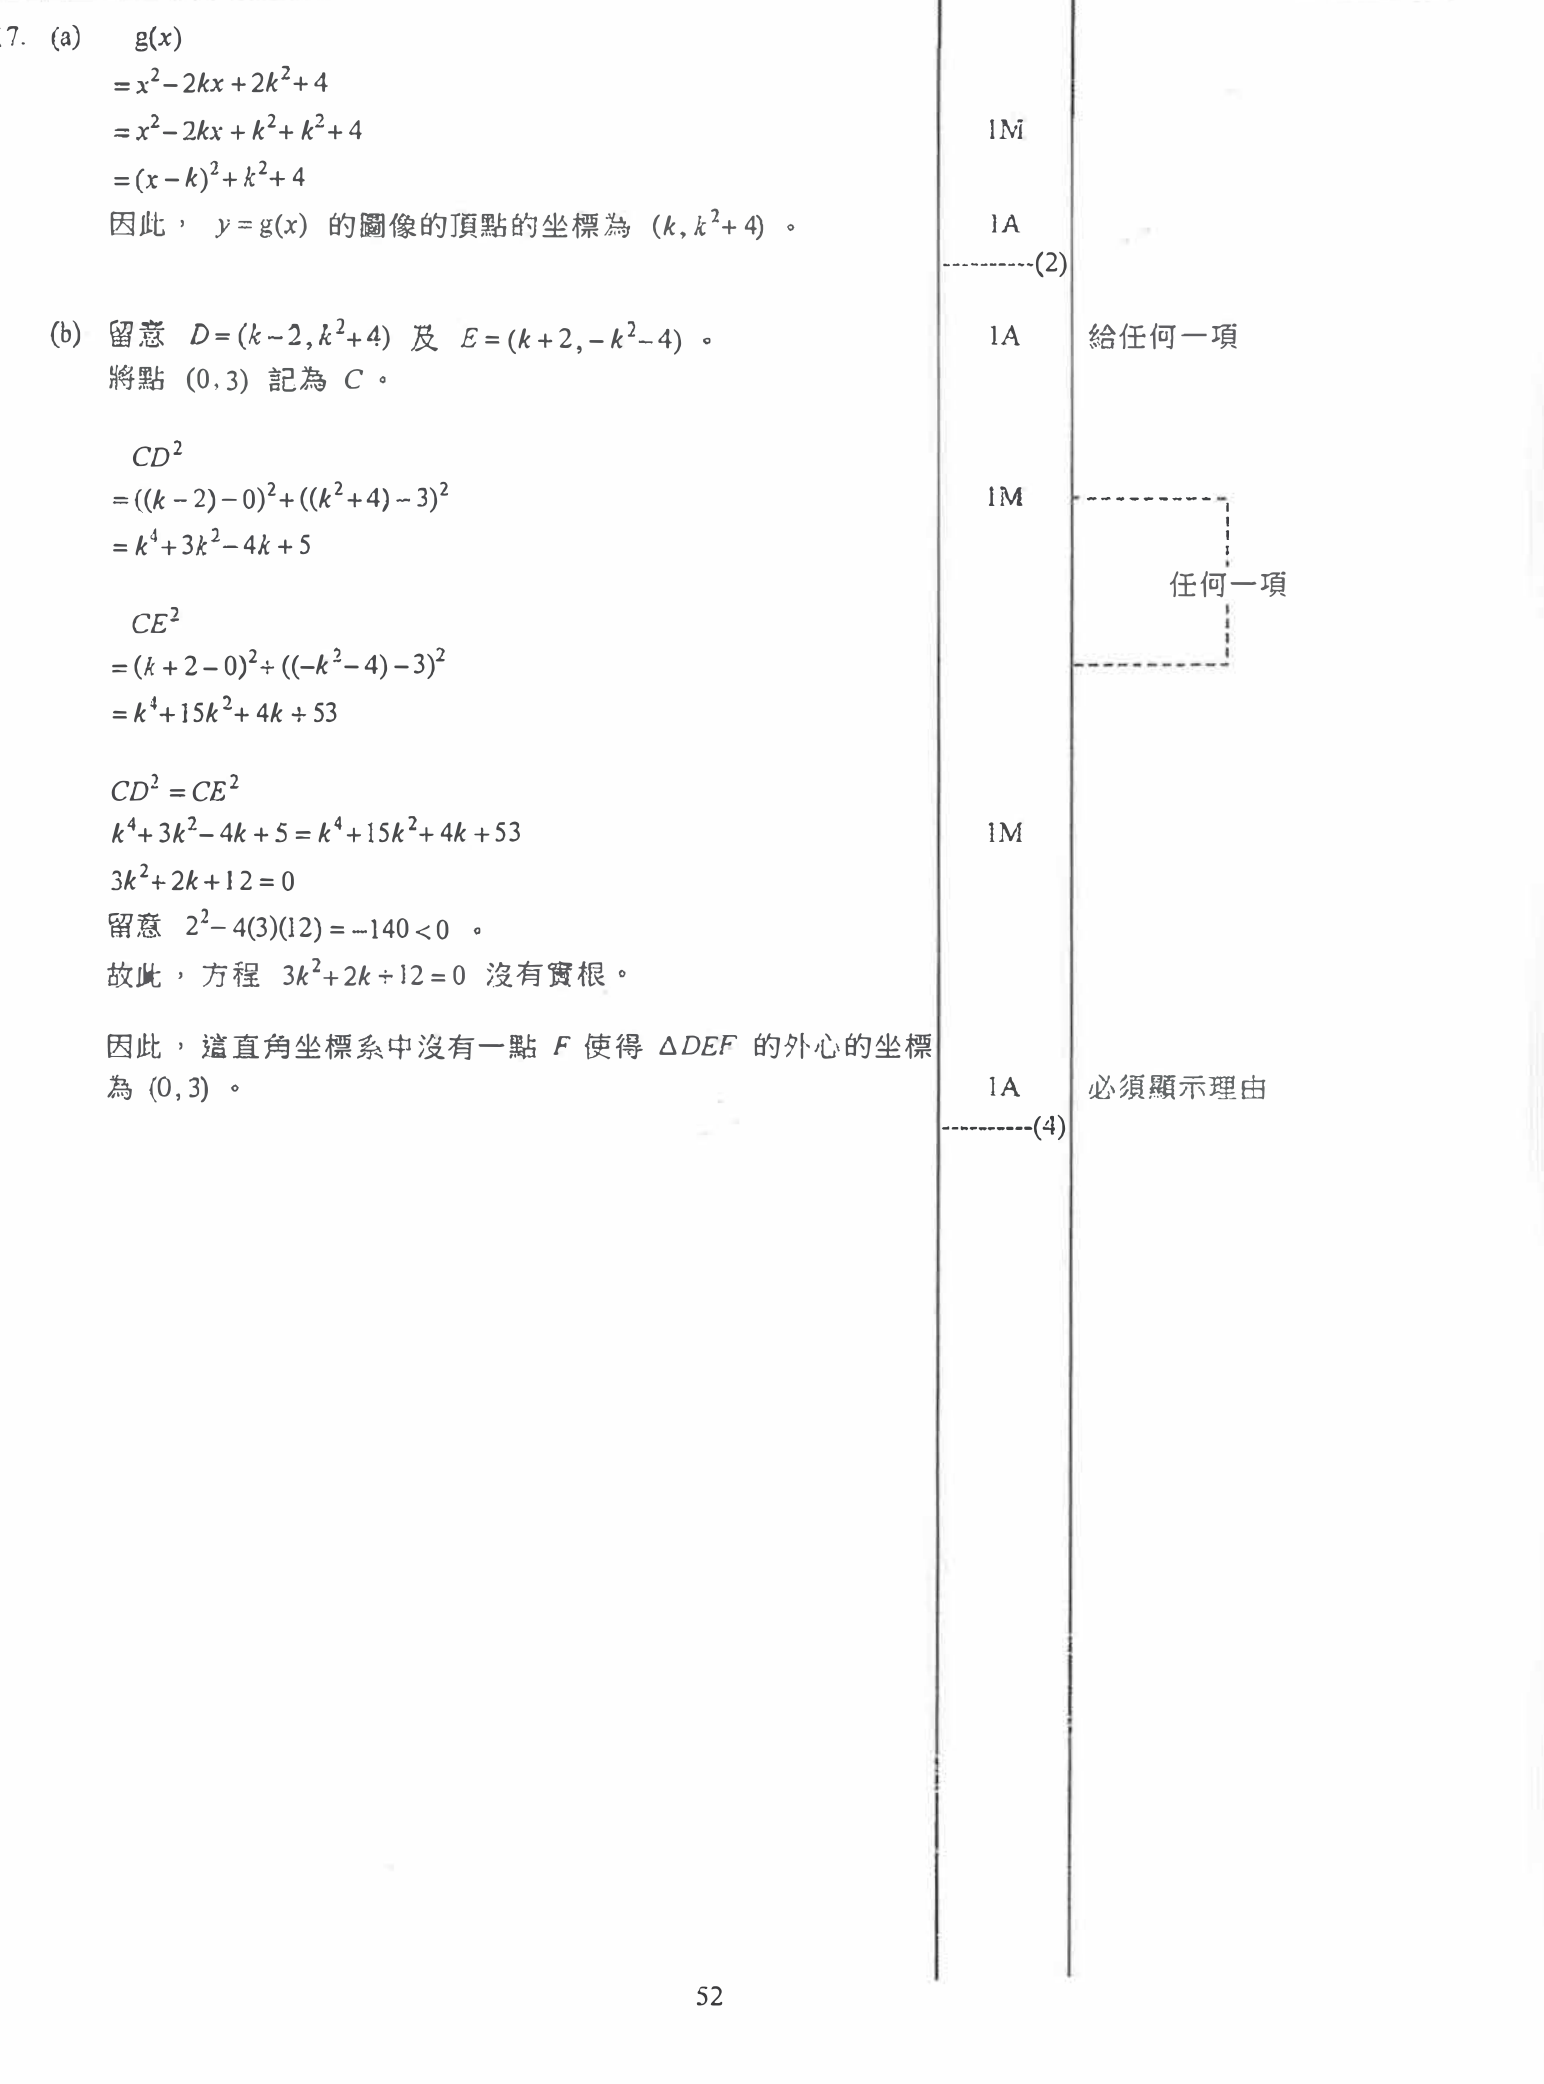 7. (a) g(x)
= x² − 2kx + 2k² + 4
= x² − 2kx + k² + k² + 4 1M
= (x − k)² + k² + 4
因此， y = g(x) 的圖像的頂點的坐標為 (k, k² + 4) 。 1A
----------(2)
(b) 留意 D = (k − 2, k² + 4) 及 E = (k + 2, − k² − 4) 。 1A 給任何一項
將點 (0, 3) 記為 C 。
CD²
= ((k − 2) − 0)² + ((k² + 4) − 3)² 1M
= k⁴ + 3k² − 4k + 5
任何一項
CE²
= (k + 2 − 0)² + ((−k² − 4) − 3)²
= k⁴ + 15k² + 4k + 53
CD² = CE²
k⁴ + 3k² − 4k + 5 = k⁴ + 15k² + 4k + 53 1M
3k² + 2k + 12 = 0
留意 2² − 4(3)(12) = −140 < 0 。
故此，方程 3k² + 2k + 12 = 0 沒有實根。
因此，這直角坐標系中沒有一點 F 使得 ΔDEF 的外心的坐標
為 (0, 3) 。 1A 必須顯示理由
----------(4)
52